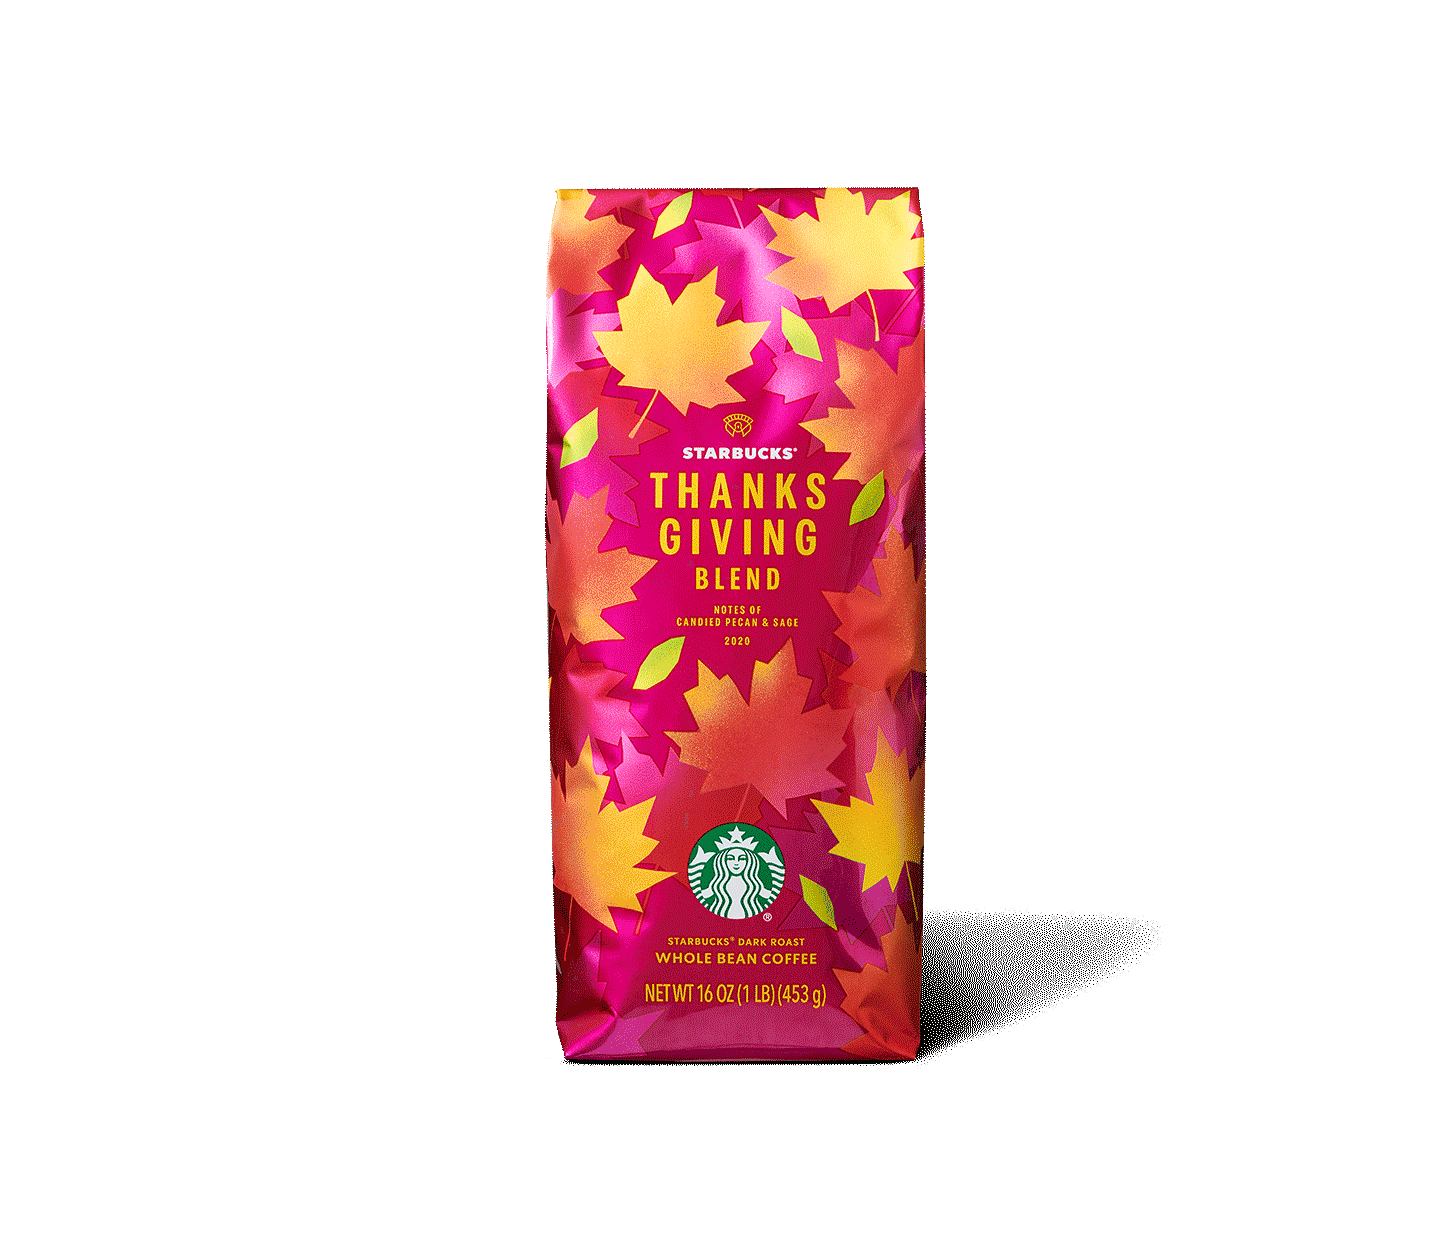 STARBUCKS®
THANKS
GIVING
BLEND
NOTES OF
CANDIED PECAN & SAGE
2020
®
STARBUCKS® DARK ROAST
WHOLE BEAN COFFEE
NET WT 16 OZ (1 LB) (453 g)